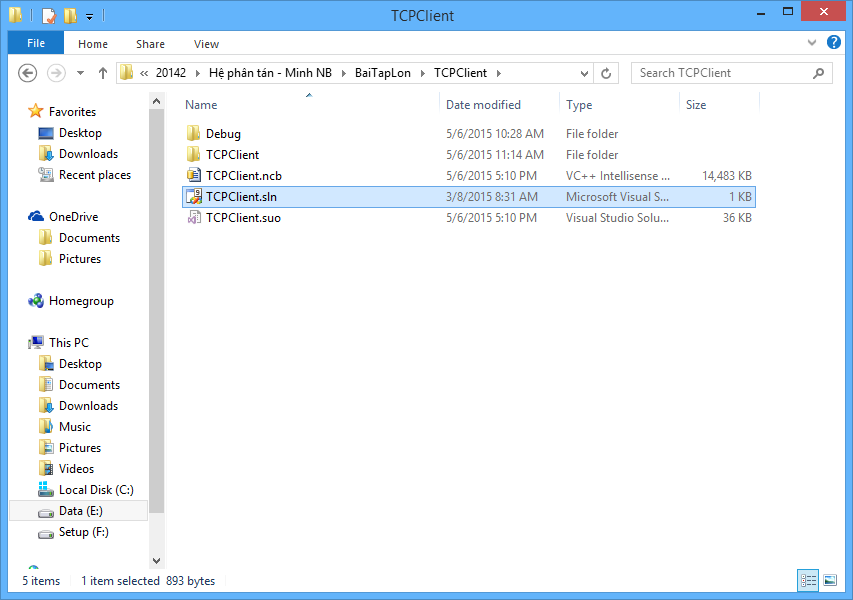 TCPClient
File Home Share View
« 20142 Hệ phân tán - Minh NB BaiTapLon TCPClient Search TCPClient
Favorites
Desktop
Downloads
Recent places
OneDrive
Documents
Pictures
Homegroup
This PC
Desktop
Documents
Downloads
Music
Pictures
Videos
Local Disk (C:)
Data (E:)
Setup (F:)
Name Date modified Type Size
Debug 5/6/2015 10:28 AM File folder
TCPClient 5/6/2015 11:14 AM File folder
TCPClient.ncb 5/6/2015 5:10 PM VC++ Intellisense ... 14,483 KB
TCPClient.sln 3/8/2015 8:31 AM Microsoft Visual S... 1 KB
TCPClient.suo 5/6/2015 5:10 PM Visual Studio Solu... 36 KB
5 items 1 item selected 893 bytes